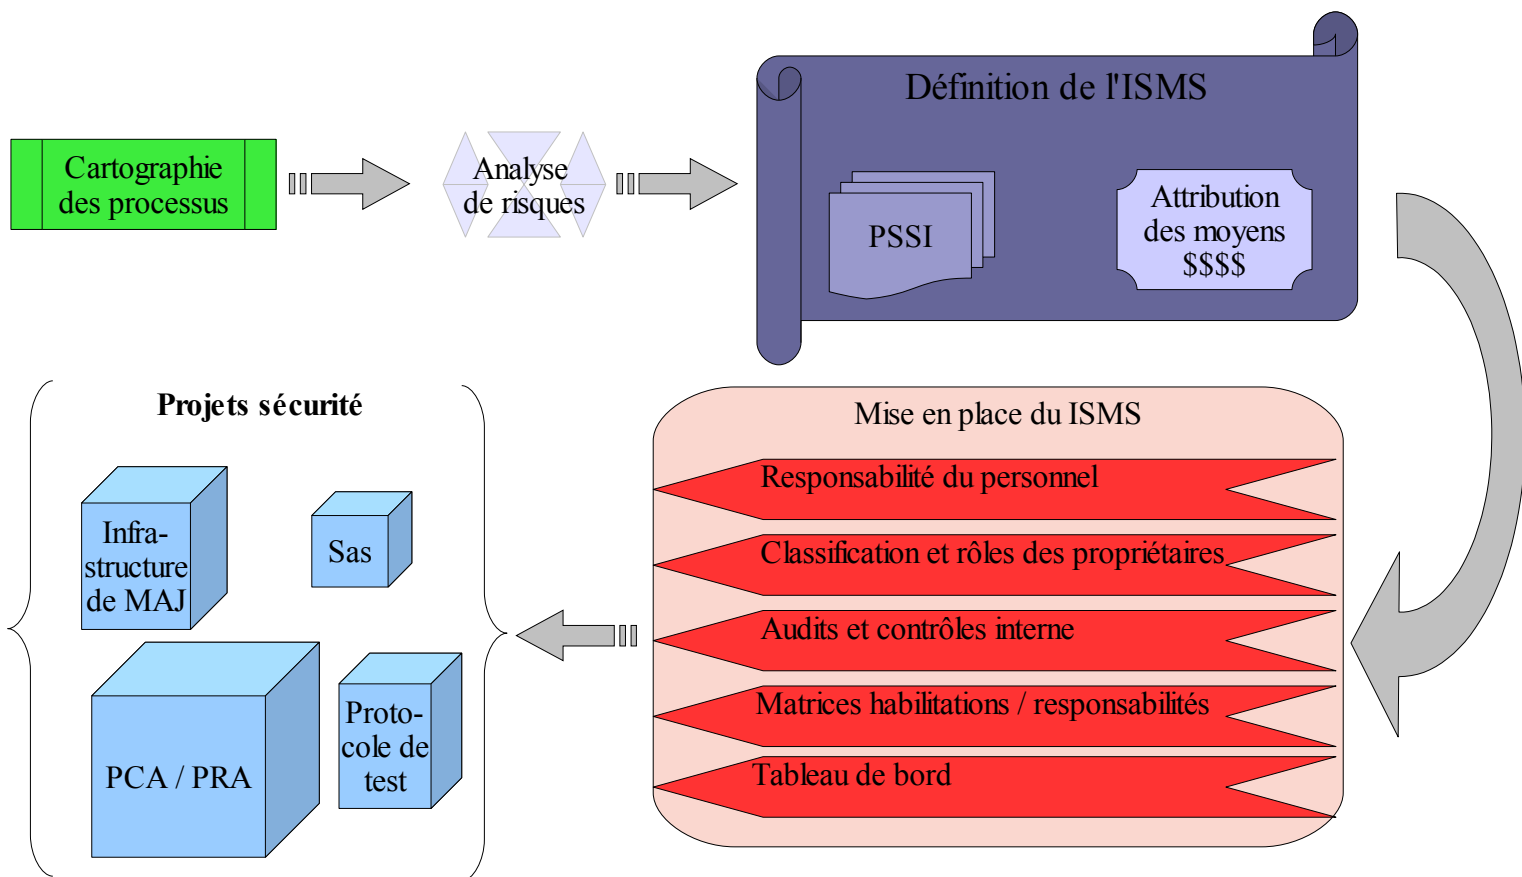 Cartographie
des processus
Analyse
de risques
Définition de l'ISMS
PSSI
Attribution
des moyens
$$$$
Mise en place du ISMS
Responsabilité du personnel
Classification et rôles des propriétaires
Audits et contrôles interne
Matrices habilitations / responsabilités
Tableau de bord
Projets sécurité
Infra-
structure
de MAJ
Sas
PCA / PRA
Proto-
cole de
test